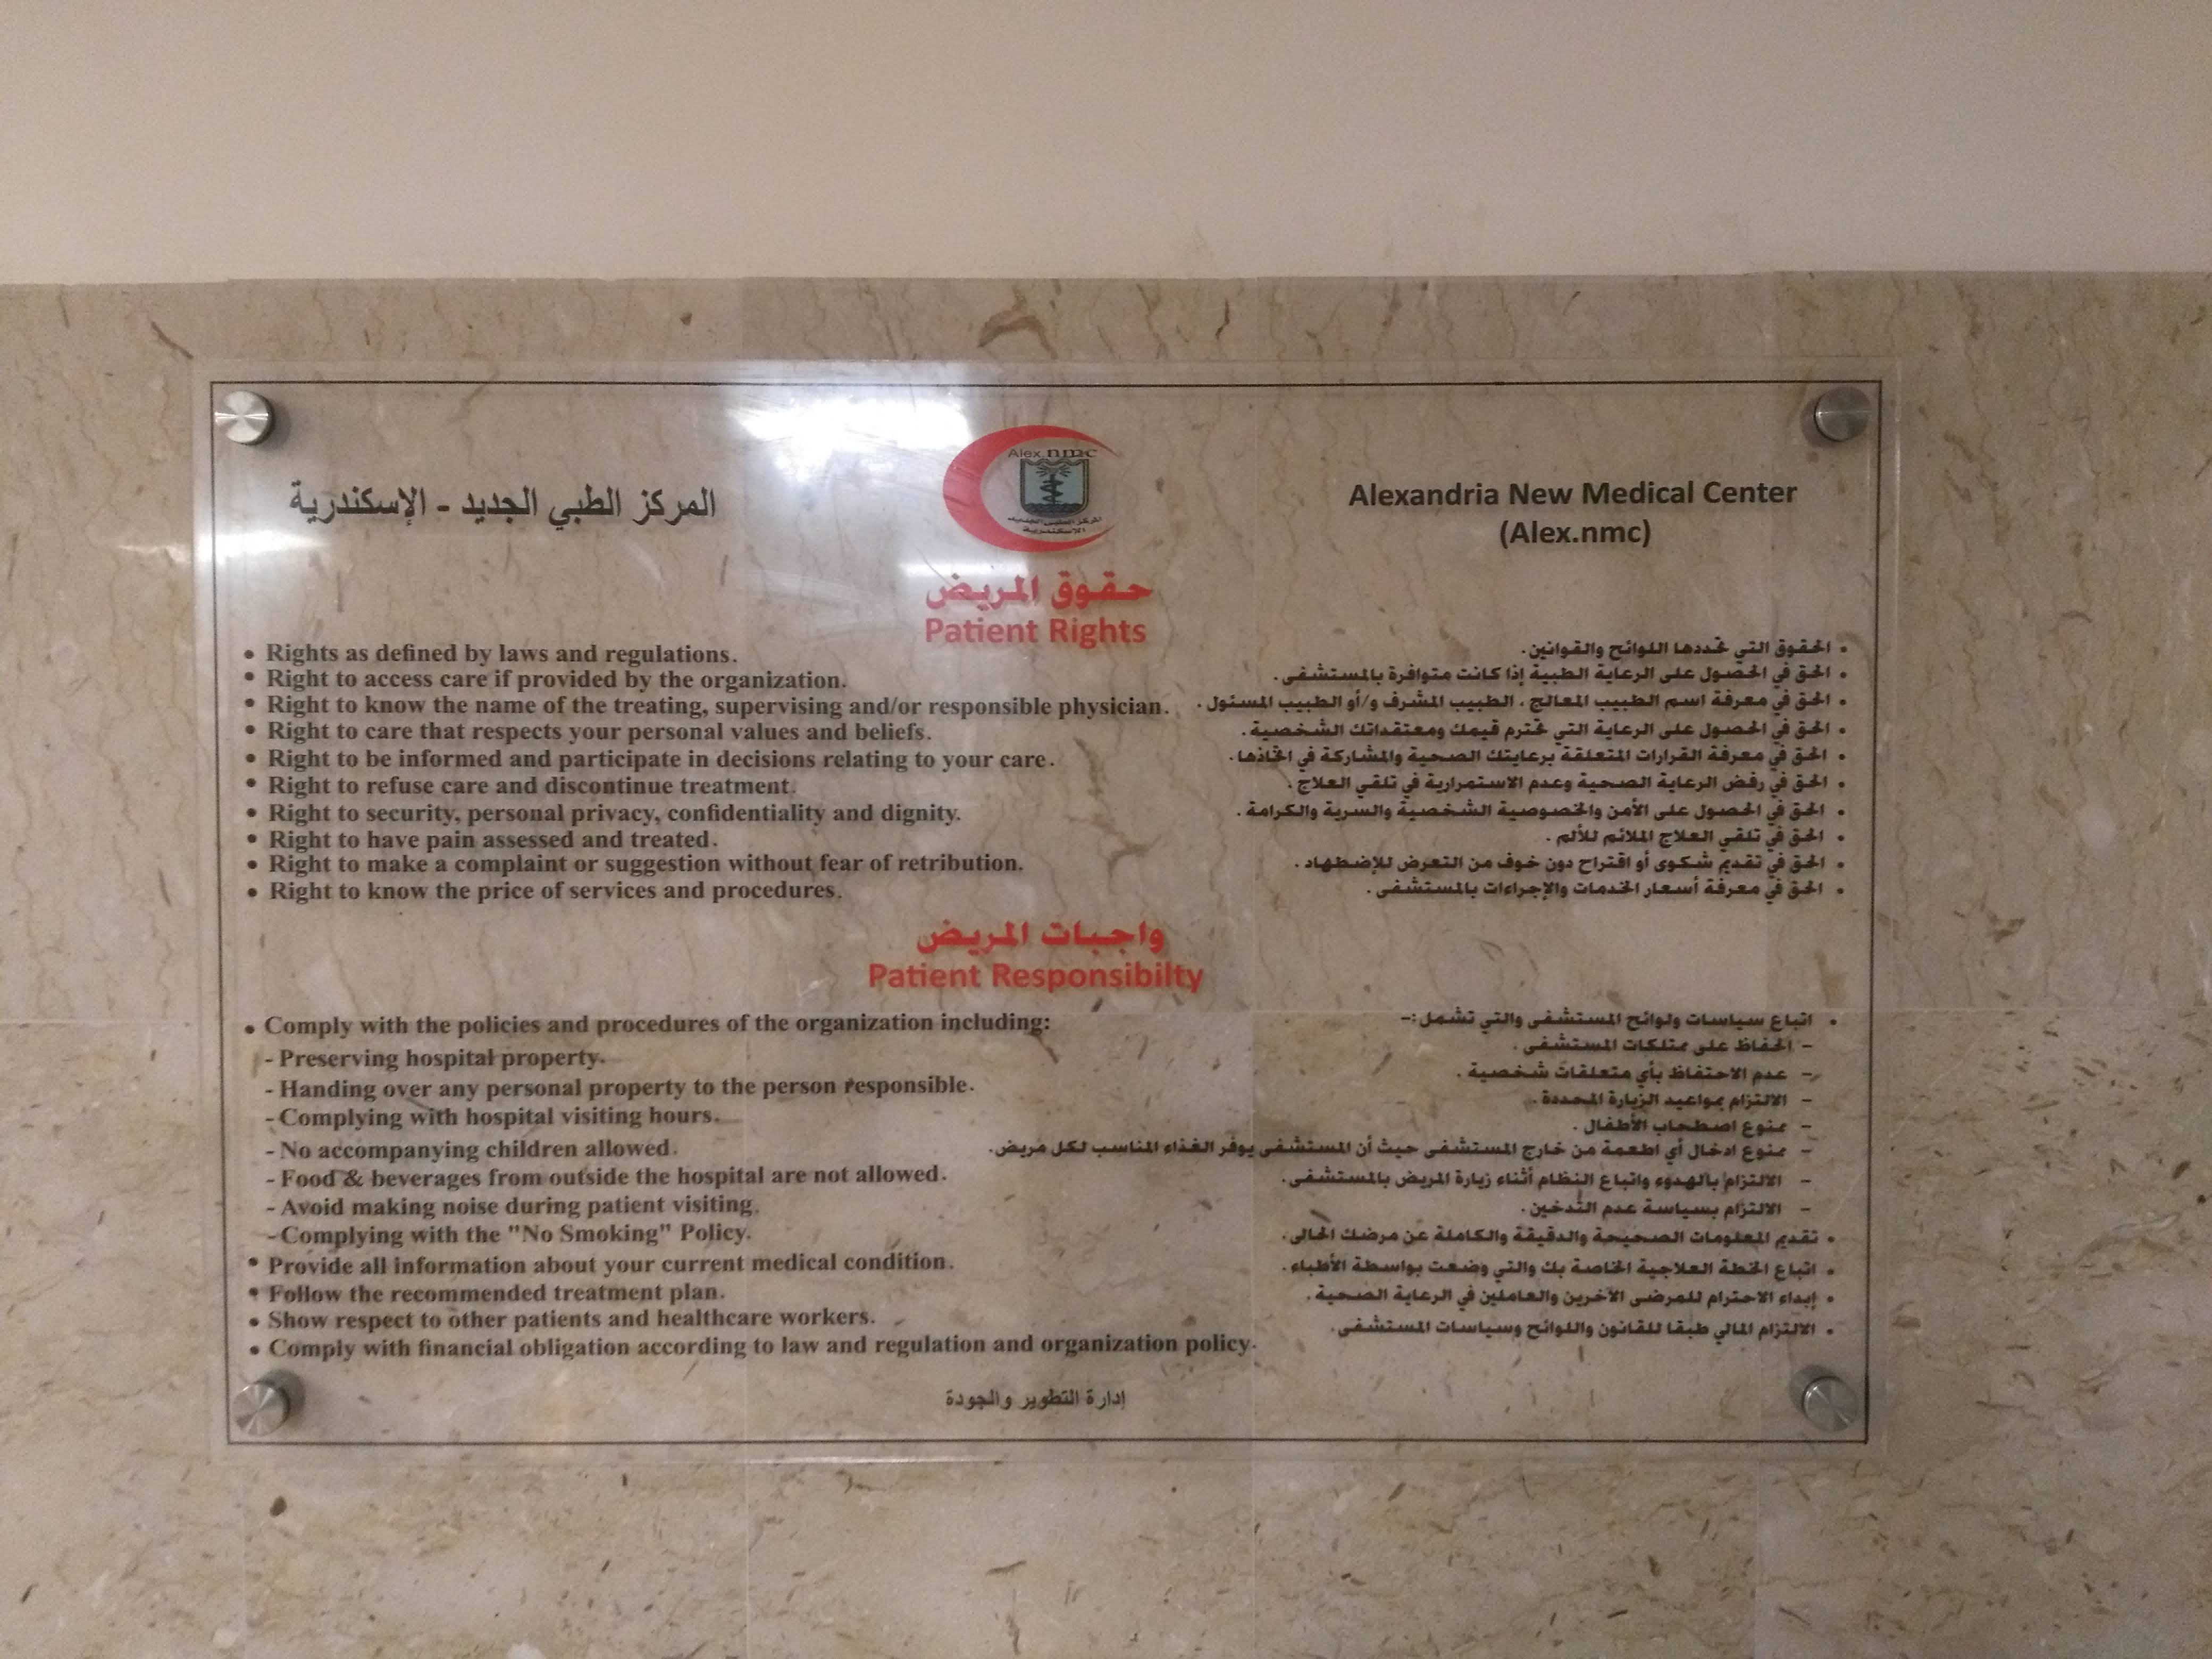 المركز الطبي الجديد - الإسكندرية
Alex.nmc
المركز الطبى الجديد
الاسكندرية
Alexandria New Medical Center
(Alex.nmc)
حقوق المريض
Patient Rights
• Rights as defined by laws and regulations.
• Right to access care if provided by the organization.
• Right to know the name of the treating, supervising and/or responsible physician.
• Right to care that respects your personal values and beliefs.
• Right to be informed and participate in decisions relating to your care.
• Right to refuse care and discontinue treatment.
• Right to security, personal privacy, confidentiality and dignity.
• Right to have pain assessed and treated.
• Right to make a complaint or suggestion without fear of retribution.
• Right to know the price of services and procedures.
• الحقوق التي تحددها اللوائح والقوانين.
• الحق في الحصول على الرعاية الطبية إذا كانت متوافرة بالمستشفى.
• الحق في معرفة اسم الطبيب المعالج ، الطبيب المشرف و/أو الطبيب المسئول .
• الحق في الحصول على الرعاية التي تحترم قيمك ومعتقداتك الشخصية .
• الحق في معرفة القرارات المتعلقة برعايتك الصحية والمشاركة في اتخاذها.
• الحق في رفض الرعاية الصحية وعدم الاستمرارية في تلقي العلاج .
• الحق في الحصول على الأمن والخصوصية الشخصية والسرية والكرامة .
• الحق في تلقي العلاج الملائم للألم .
• الحق في تقديم شكوى أو اقتراح دون خوف من التعرض للإضطهاد .
• الحق في معرفة أسعار الخدمات والإجراءات بالمستشفى .
واجبات المريض
Patient Responsibilty
• Comply with the policies and procedures of the organization including:
- Preserving hospital property.
- Handing over any personal property to the person responsible.
- Complying with hospital visiting hours.
- No accompanying children allowed.
- Food & beverages from outside the hospital are not allowed.
- Avoid making noise during patient visiting.
- Complying with the "No Smoking" Policy.
• Provide all information about your current medical condition.
• Follow the recommended treatment plan.
• Show respect to other patients and healthcare workers.
• Comply with financial obligation according to law and regulation and organization policy.
• اتباع سياسات ولوائح المستشفى والتي تشمل:-
- الحفاظ على ممتلكات المستشفى .
- عدم الاحتفاظ بأي متعلقات شخصية .
- الالتزام بمواعيد الزيارة المحددة .
- ممنوع اصطحاب الأطفال .
- ممنوع ادخال أي اطعمة من خارج المستشفى حيث أن المستشفى يوفر الغذاء المناسب لكل مريض.
- الالتزام بالهدوء واتباع النظام أثناء زيارة المريض بالمستشفى.
- الالتزام بسياسة عدم التدخين .
• تقديم المعلومات الصحيحة والدقيقة والكاملة عن مرضك الحالى.
• اتباع الخطة العلاجية الخاصة بك والتي وضعت بواسطة الأطباء .
• إبداء الاحترام للمرضى الآخرين والعاملين في الرعاية الصحية .
• الالتزام المالي طبقا للقانون واللوائح وسياسات المستشفى.
إدارة التطوير والجودة